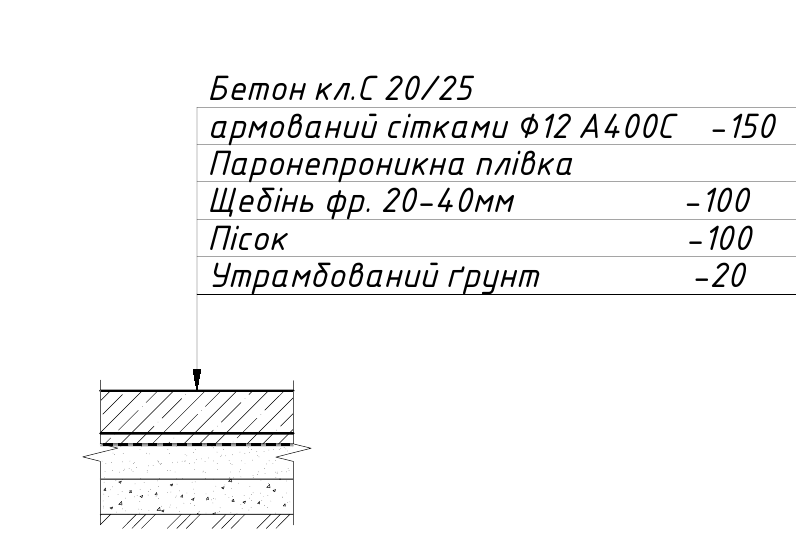 Бетон кл.С 20/25
армований сітками Ф12 А400С -150
Паронепроникна плівка
Щебінь фр. 20-40мм -100
Пісок -100
Утрамбований ґрунт -20